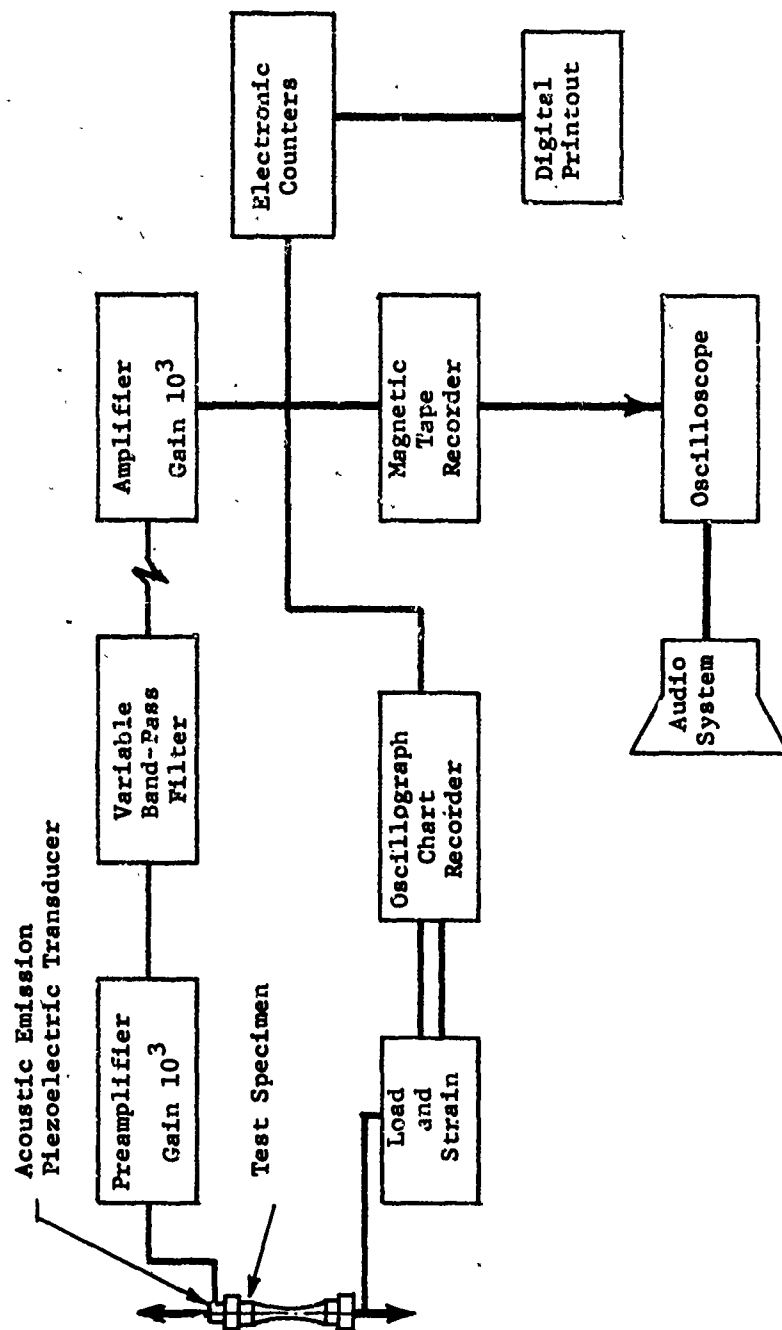 Acoustic Emission
Piezoelectric Transducer
Preamplifier
Gain 10³
Variable
Band-Pass
Filter
Amplifier
Gain 10³
Electronic
Counters
Test Specimen
Load
and
Strain
Oscillograph
Chart
Recorder
Magnetic
Tape
Recorder
Digital
Printout
Audio
System
Oscilloscope